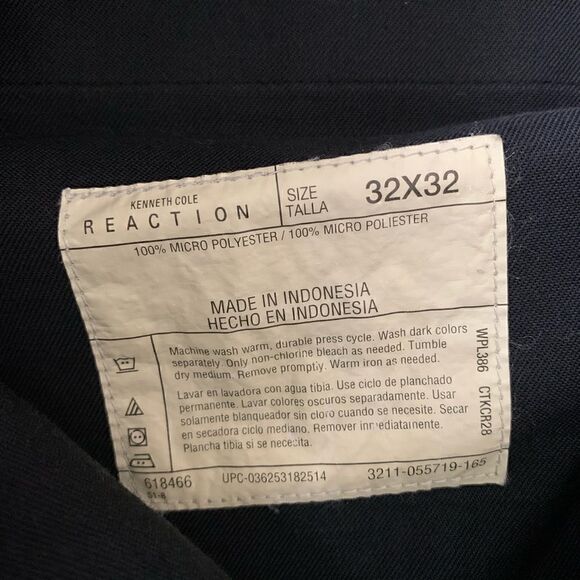 KENNETH COLE
REACTION
SIZE
TALLA
32X32
100% MICRO POLYESTER / 100% MICRO POLIESTER
MADE IN INDONESIA
HECHO EN INDONESIA
Machine wash warm, durable press cycle. Wash dark colors
separately. Only non-chlorine bleach as needed. Tumble
dry medium. Remove promptly. Warm iron as needed.
Lavar en lavadora con agua tibia. Use ciclo de planchado
permanente. Lavar colores oscuros separadamente. Usar
solamente blanqueador sin cloro cuando se necesite. Secar
en secadora ciclo mediano. Remover inmediatamente.
Plancha tibia si se necesita.
WPL386 CTKCR28
618466
S1-B
UPC-036253182514
3211-055719-165